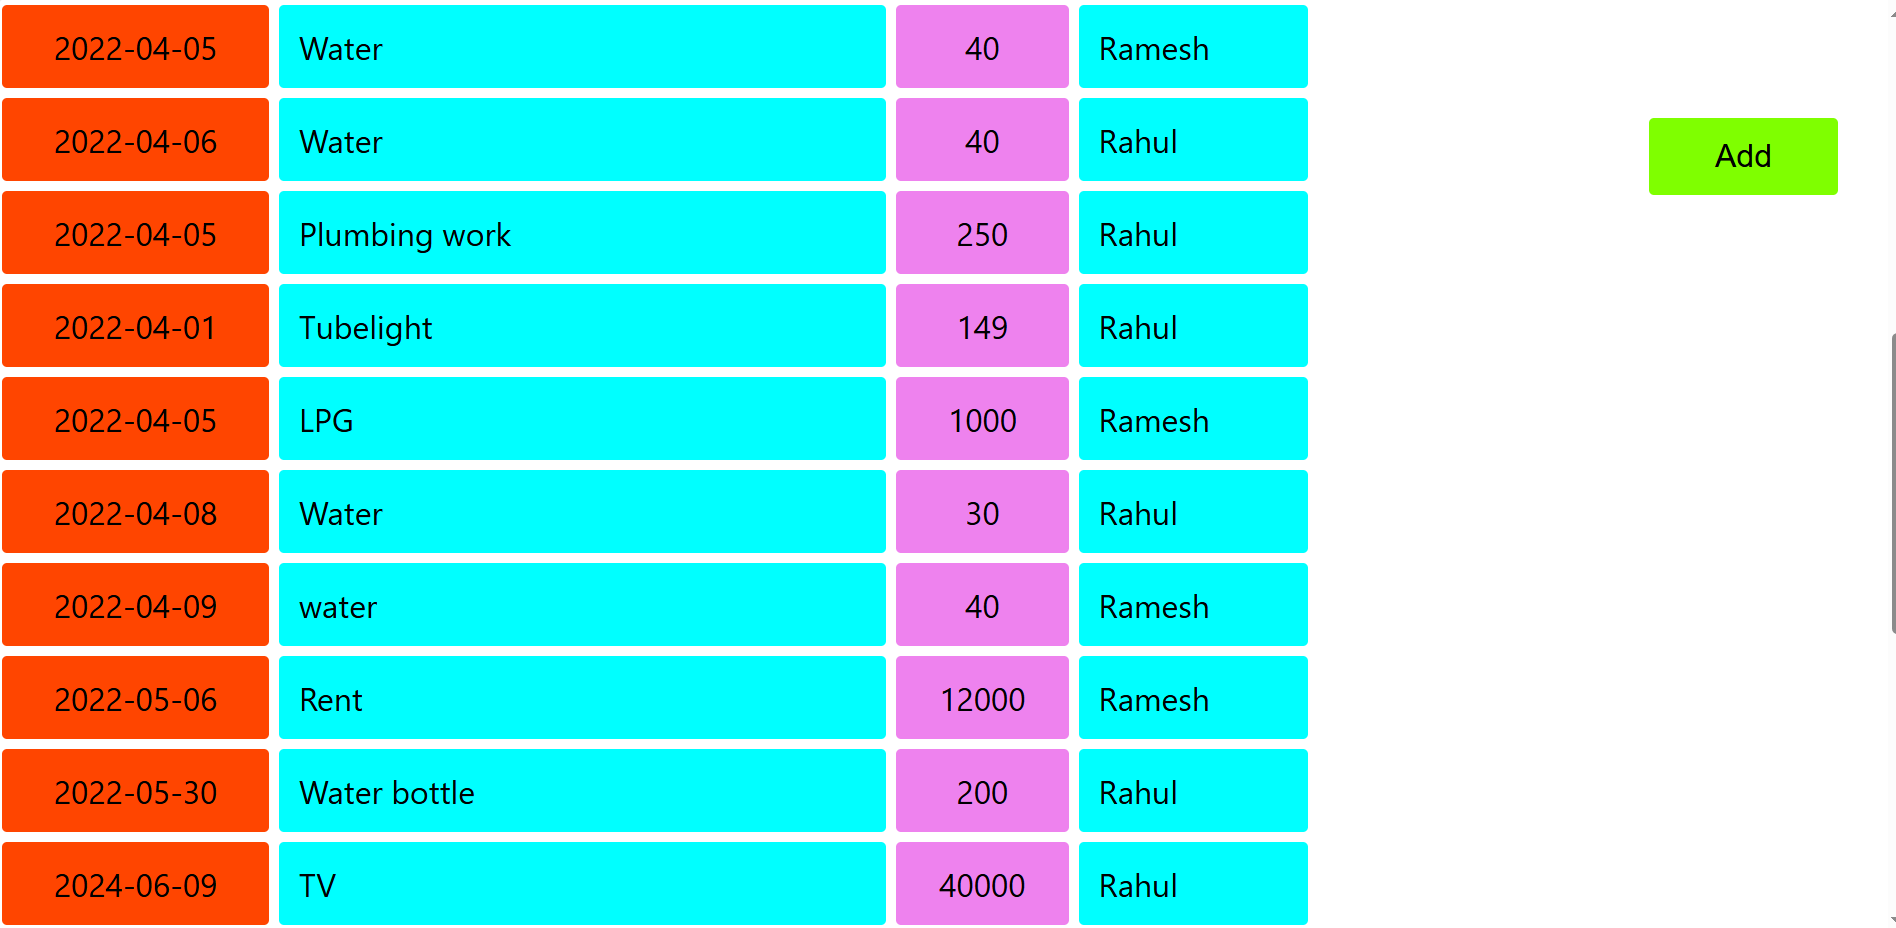 2022-04-05 Water 40 Ramesh
2022-04-06 Water 40 Rahul
Add
2022-04-05 Plumbing work 250 Rahul
2022-04-01 Tubelight 149 Rahul
2022-04-05 LPG 1000 Ramesh
2022-04-08 Water 30 Rahul
2022-04-09 water 40 Ramesh
2022-05-06 Rent 12000 Ramesh
2022-05-30 Water bottle 200 Rahul
2024-06-09 TV 40000 Rahul